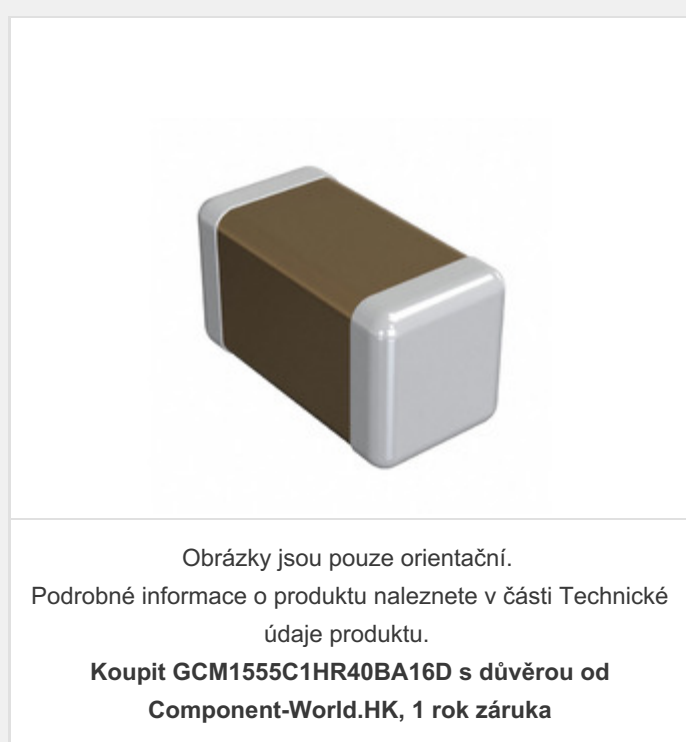 Obrázky jsou pouze orientační.
Podrobné informace o produktu naleznete v části Technické
údaje produktu.
Koupit GCM1555C1HR40BA16D s důvěrou od
Component-World.HK, 1 rok záruka